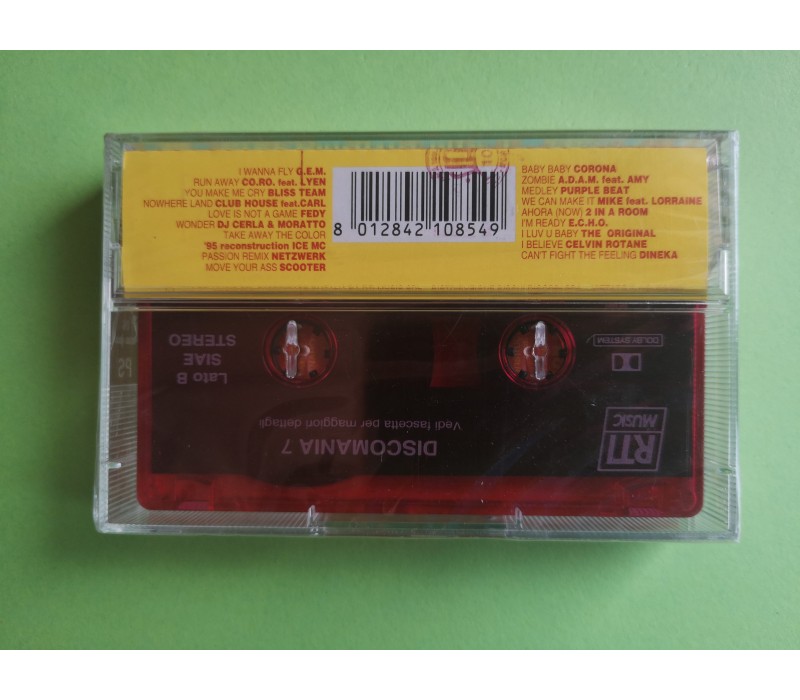 I WANNA FLY G.E.M.
RUN AWAY CO.RO. feat. LYEN
YOU MAKE ME CRY BLISS TEAM
NOWHERE LAND CLUB HOUSE feat.CARL
LOVE IS NOT A GAME FEDY
WONDER DJ CERLA & MORATTO
TAKE AWAY THE COLOR
'95 reconstruction ICE MC
PASSION REMIX NETZWERK
MOVE YOUR ASS SCOOTER
8 012842 108549
BABY BABY CORONA
ZOMBIE A.D.A.M. feat. AMY
MEDLEY PURPLE BEAT
WE CAN MAKE IT MIKE feat. LORRAINE
AHORA (NOW) 2 IN A ROOM
I'M READY E.C.H.O.
I LUV U BABY THE ORIGINAL
I BELIEVE CELVIN ROTANE
CAN'T FIGHT THE FEELING DINEKA
RTI
MUSIC
DISCOMANIA 7
Vedi fascetta per maggiori dettagli
Lato B
SIAE
STEREO
DOLBY SYSTEM